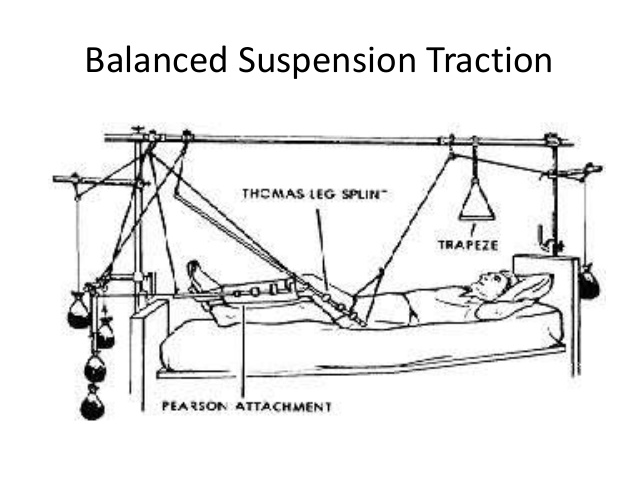 Balanced Suspension Traction
THOMAS LEG SPLINT
TRAPEZE
PEARSON ATTACHMENT